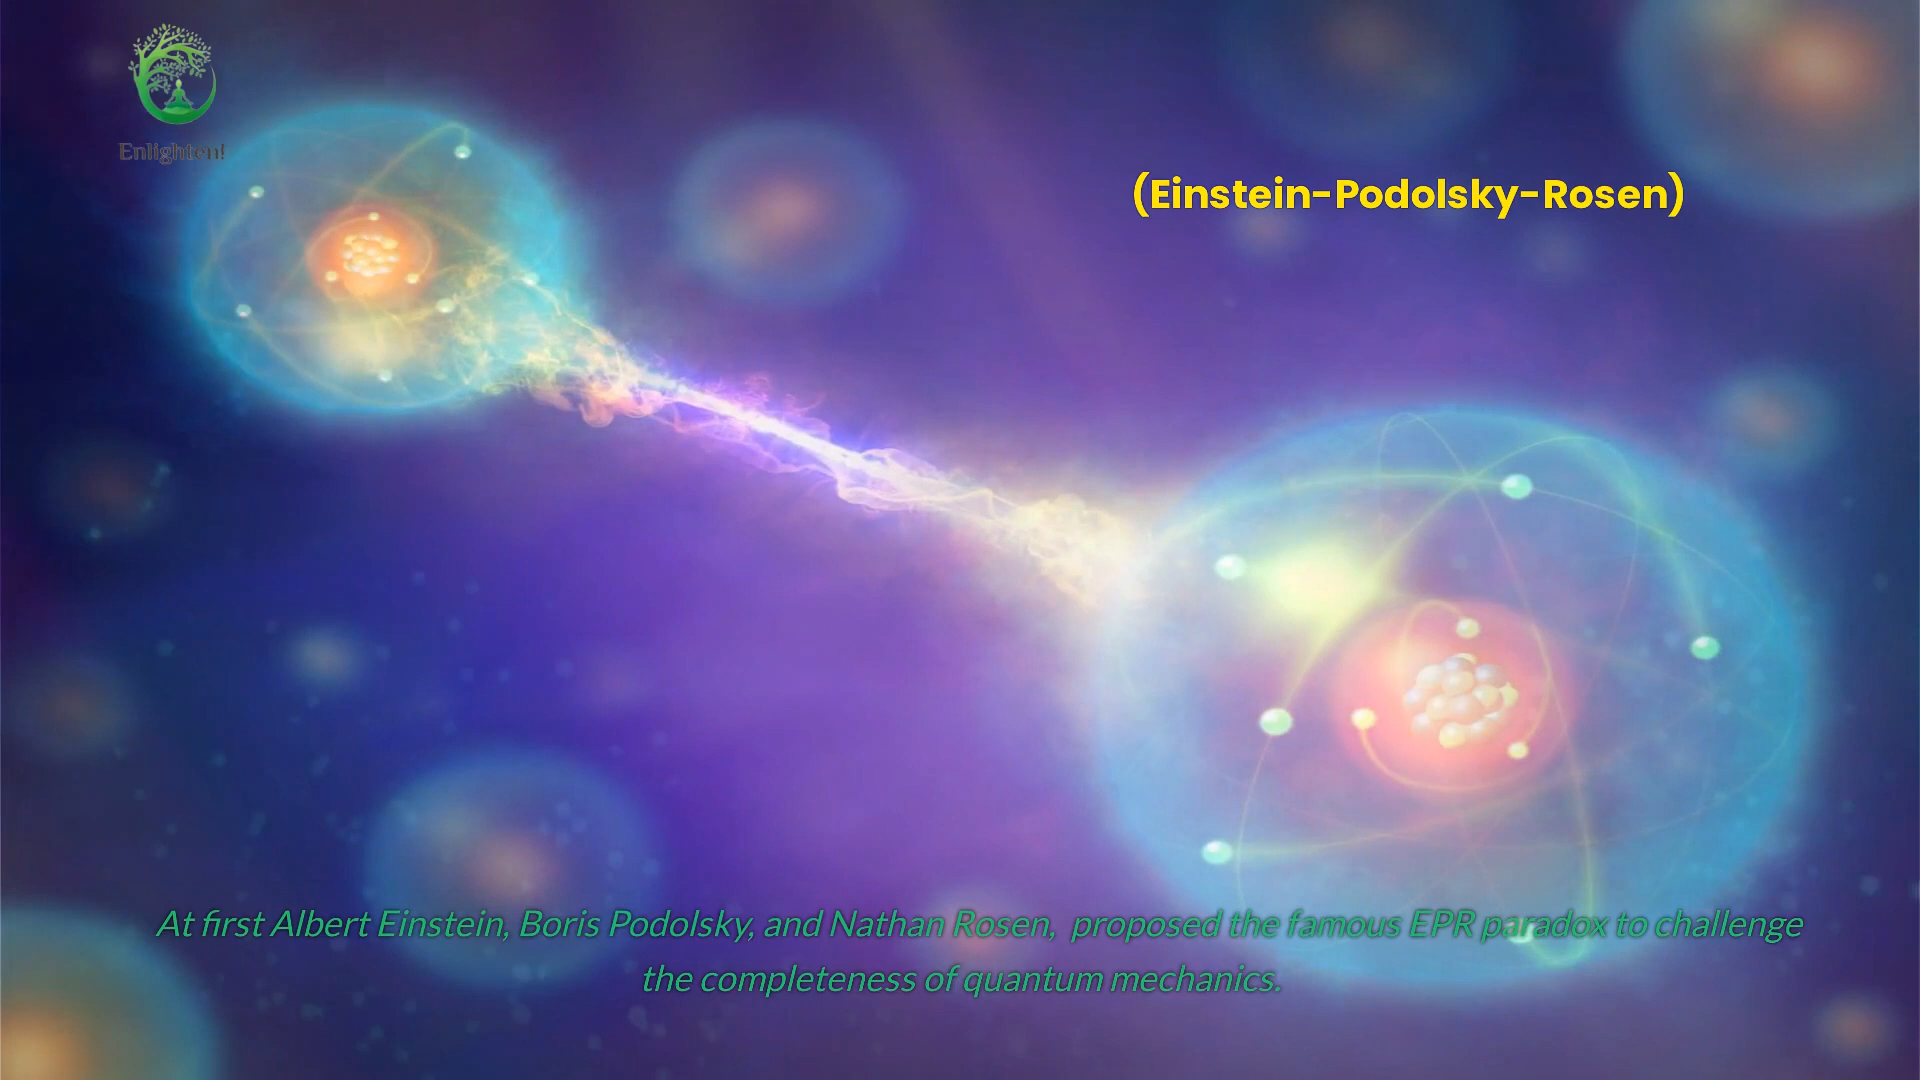 Enlighten!
(Einstein-Podolsky-Rosen)
At first Albert Einstein, Boris Podolsky, and Nathan Rosen, proposed the famous EPR paradox to challenge
the completeness of quantum mechanics.